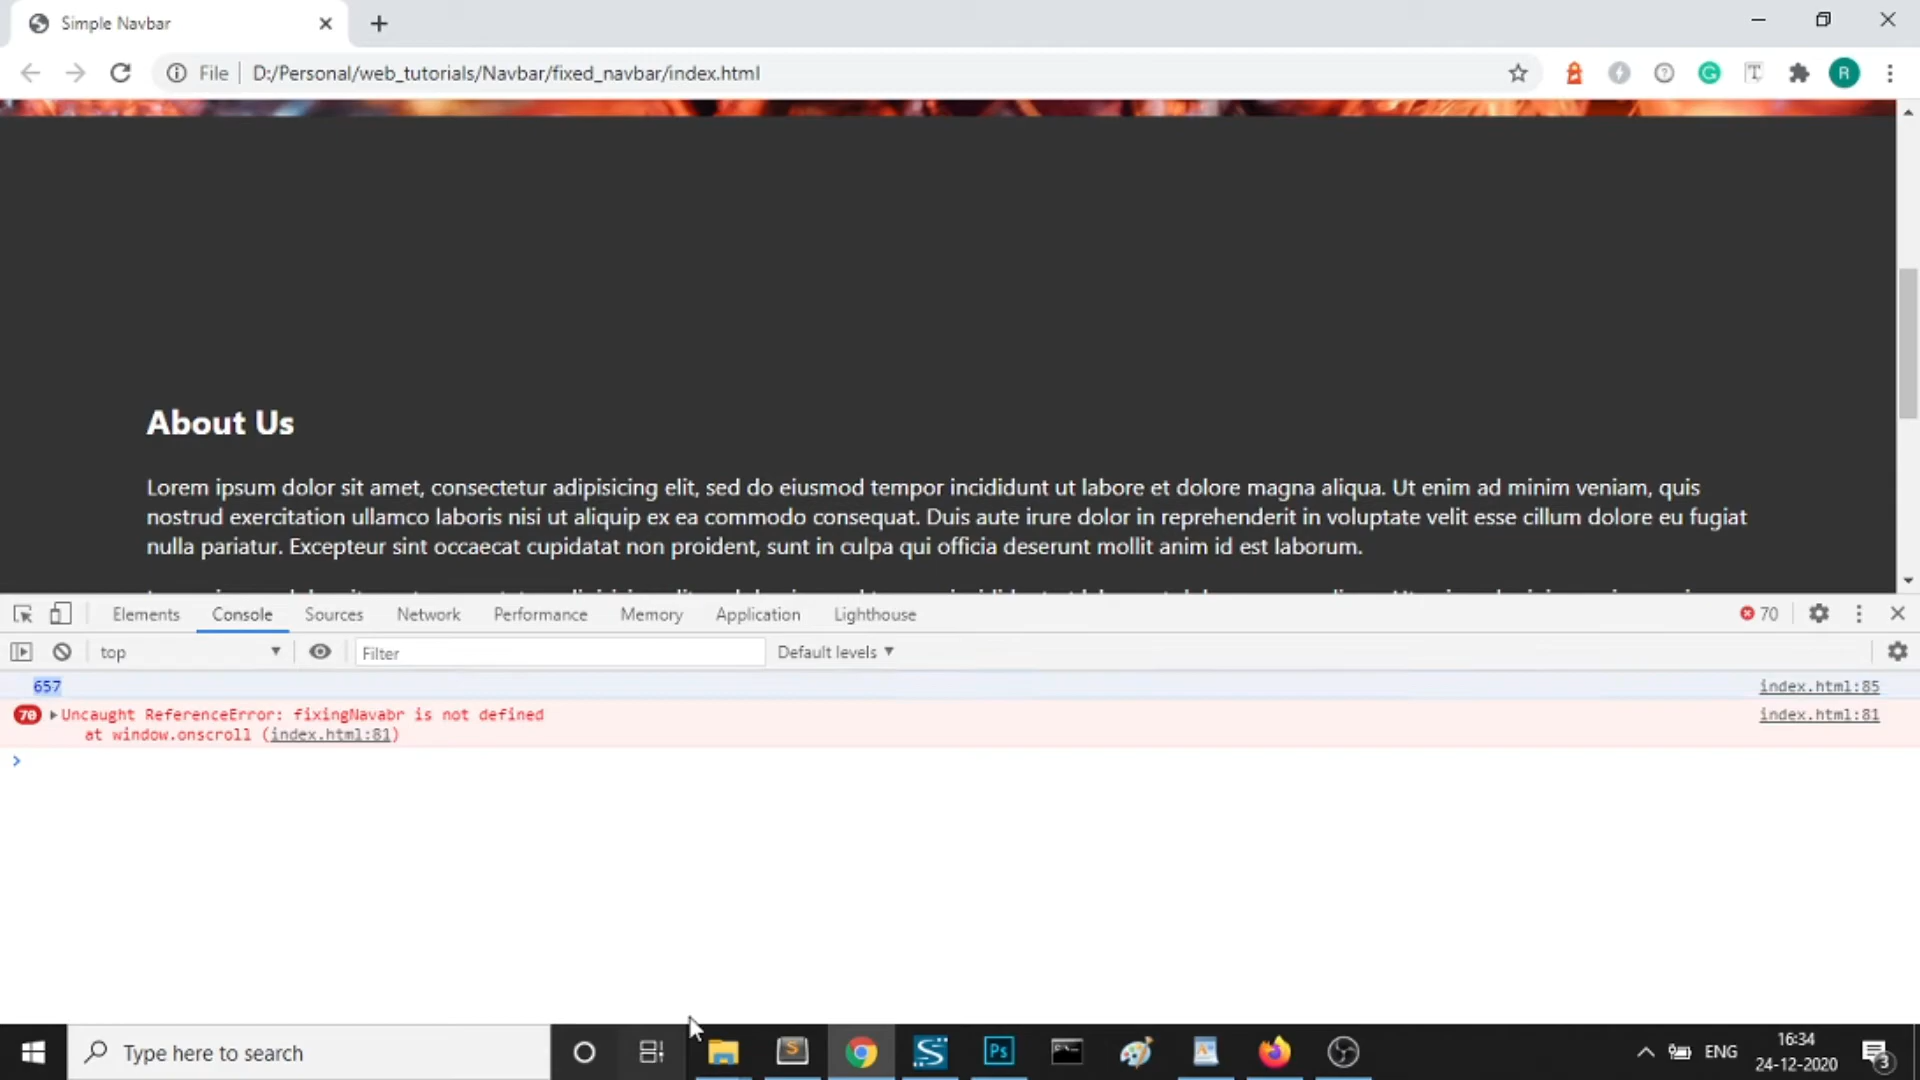 Simple Navbar
File
D:/Personal/web_tutorials/Navbar/fixed_navbar/index.html
R
About Us
Lorem ipsum dolor sit amet, consectetur adipisicing elit, sed do eiusmod tempor incididunt ut labore et dolore magna aliqua. Ut enim ad minim veniam, quis
nostrud exercitation ullamco laboris nisi ut aliquip ex ea commodo consequat. Duis aute irure dolor in reprehenderit in voluptate velit esse cillum dolore eu fugiat
nulla pariatur. Excepteur sint occaecat cupidatat non proident, sunt in culpa qui officia deserunt mollit anim id est laborum.
Elements Console Sources Network Performance Memory Application Lighthouse 70
top Filter Default levels
657 index.html:85
70 Uncaught ReferenceError: fixingNavabr is not defined index.html:81
at window.onscroll (index.html:81)
Type here to search
Ps
ENG
16:34
24-12-2020
3